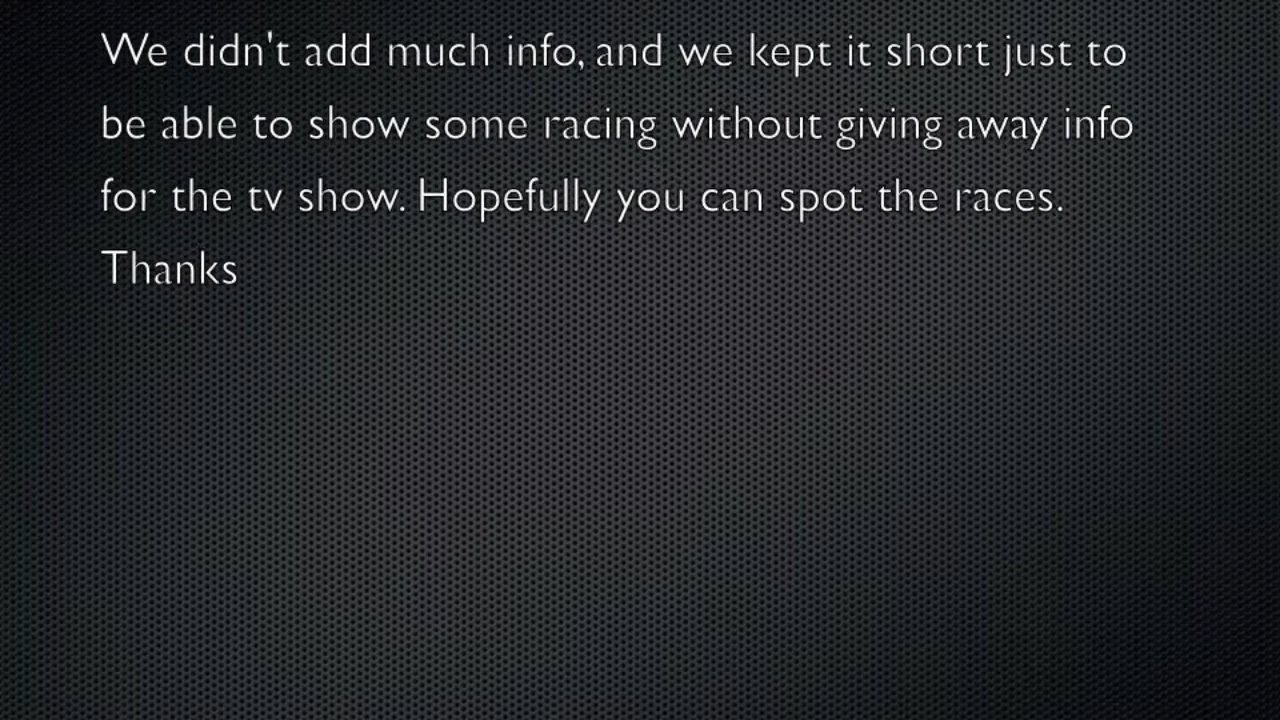 We didn't add much info, and we kept it short just to
be able to show some racing without giving away info
for the tv show. Hopefully you can spot the races.
Thanks